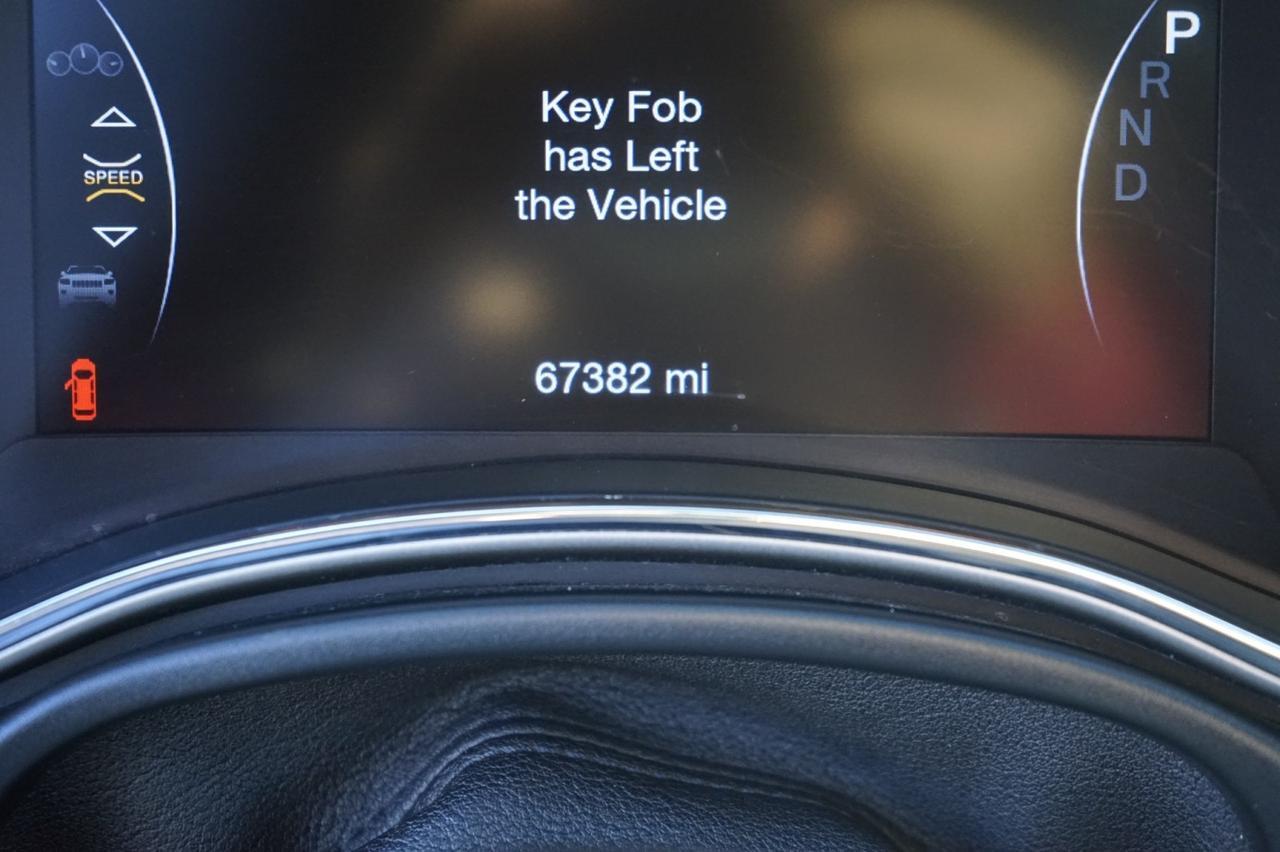 Key Fob
has Left
the Vehicle
SPEED
67382 mi
P
R
N
D